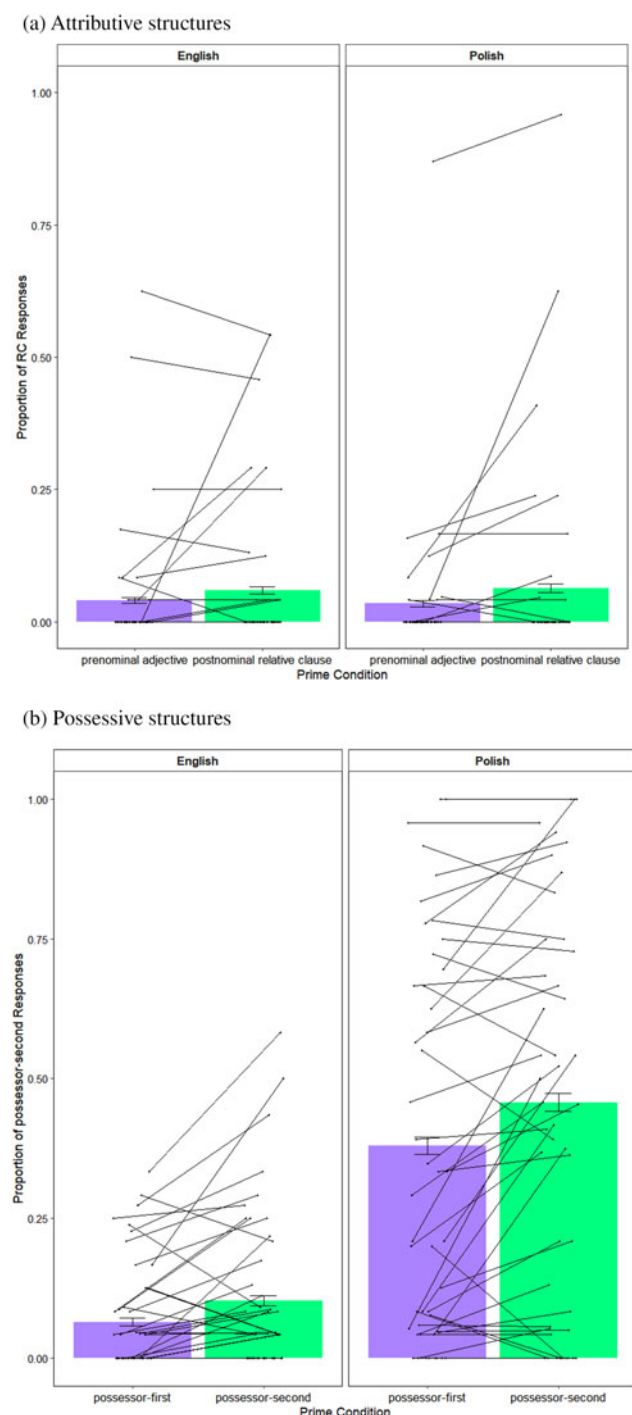 (a) Attributive structures
English Polish
1.00
0.75
0.50
0.25
0.00
Proportion of RC Responses
prenominal adjective postnominal relative clause prenominal adjective postnominal relative clause
Prime Condition
(b) Possessive structures
English Polish
1.00
0.75
0.50
0.25
0.00
Proportion of possessor-second Responses
possessor-first possessor-second possessor-first possessor-second
Prime Condition